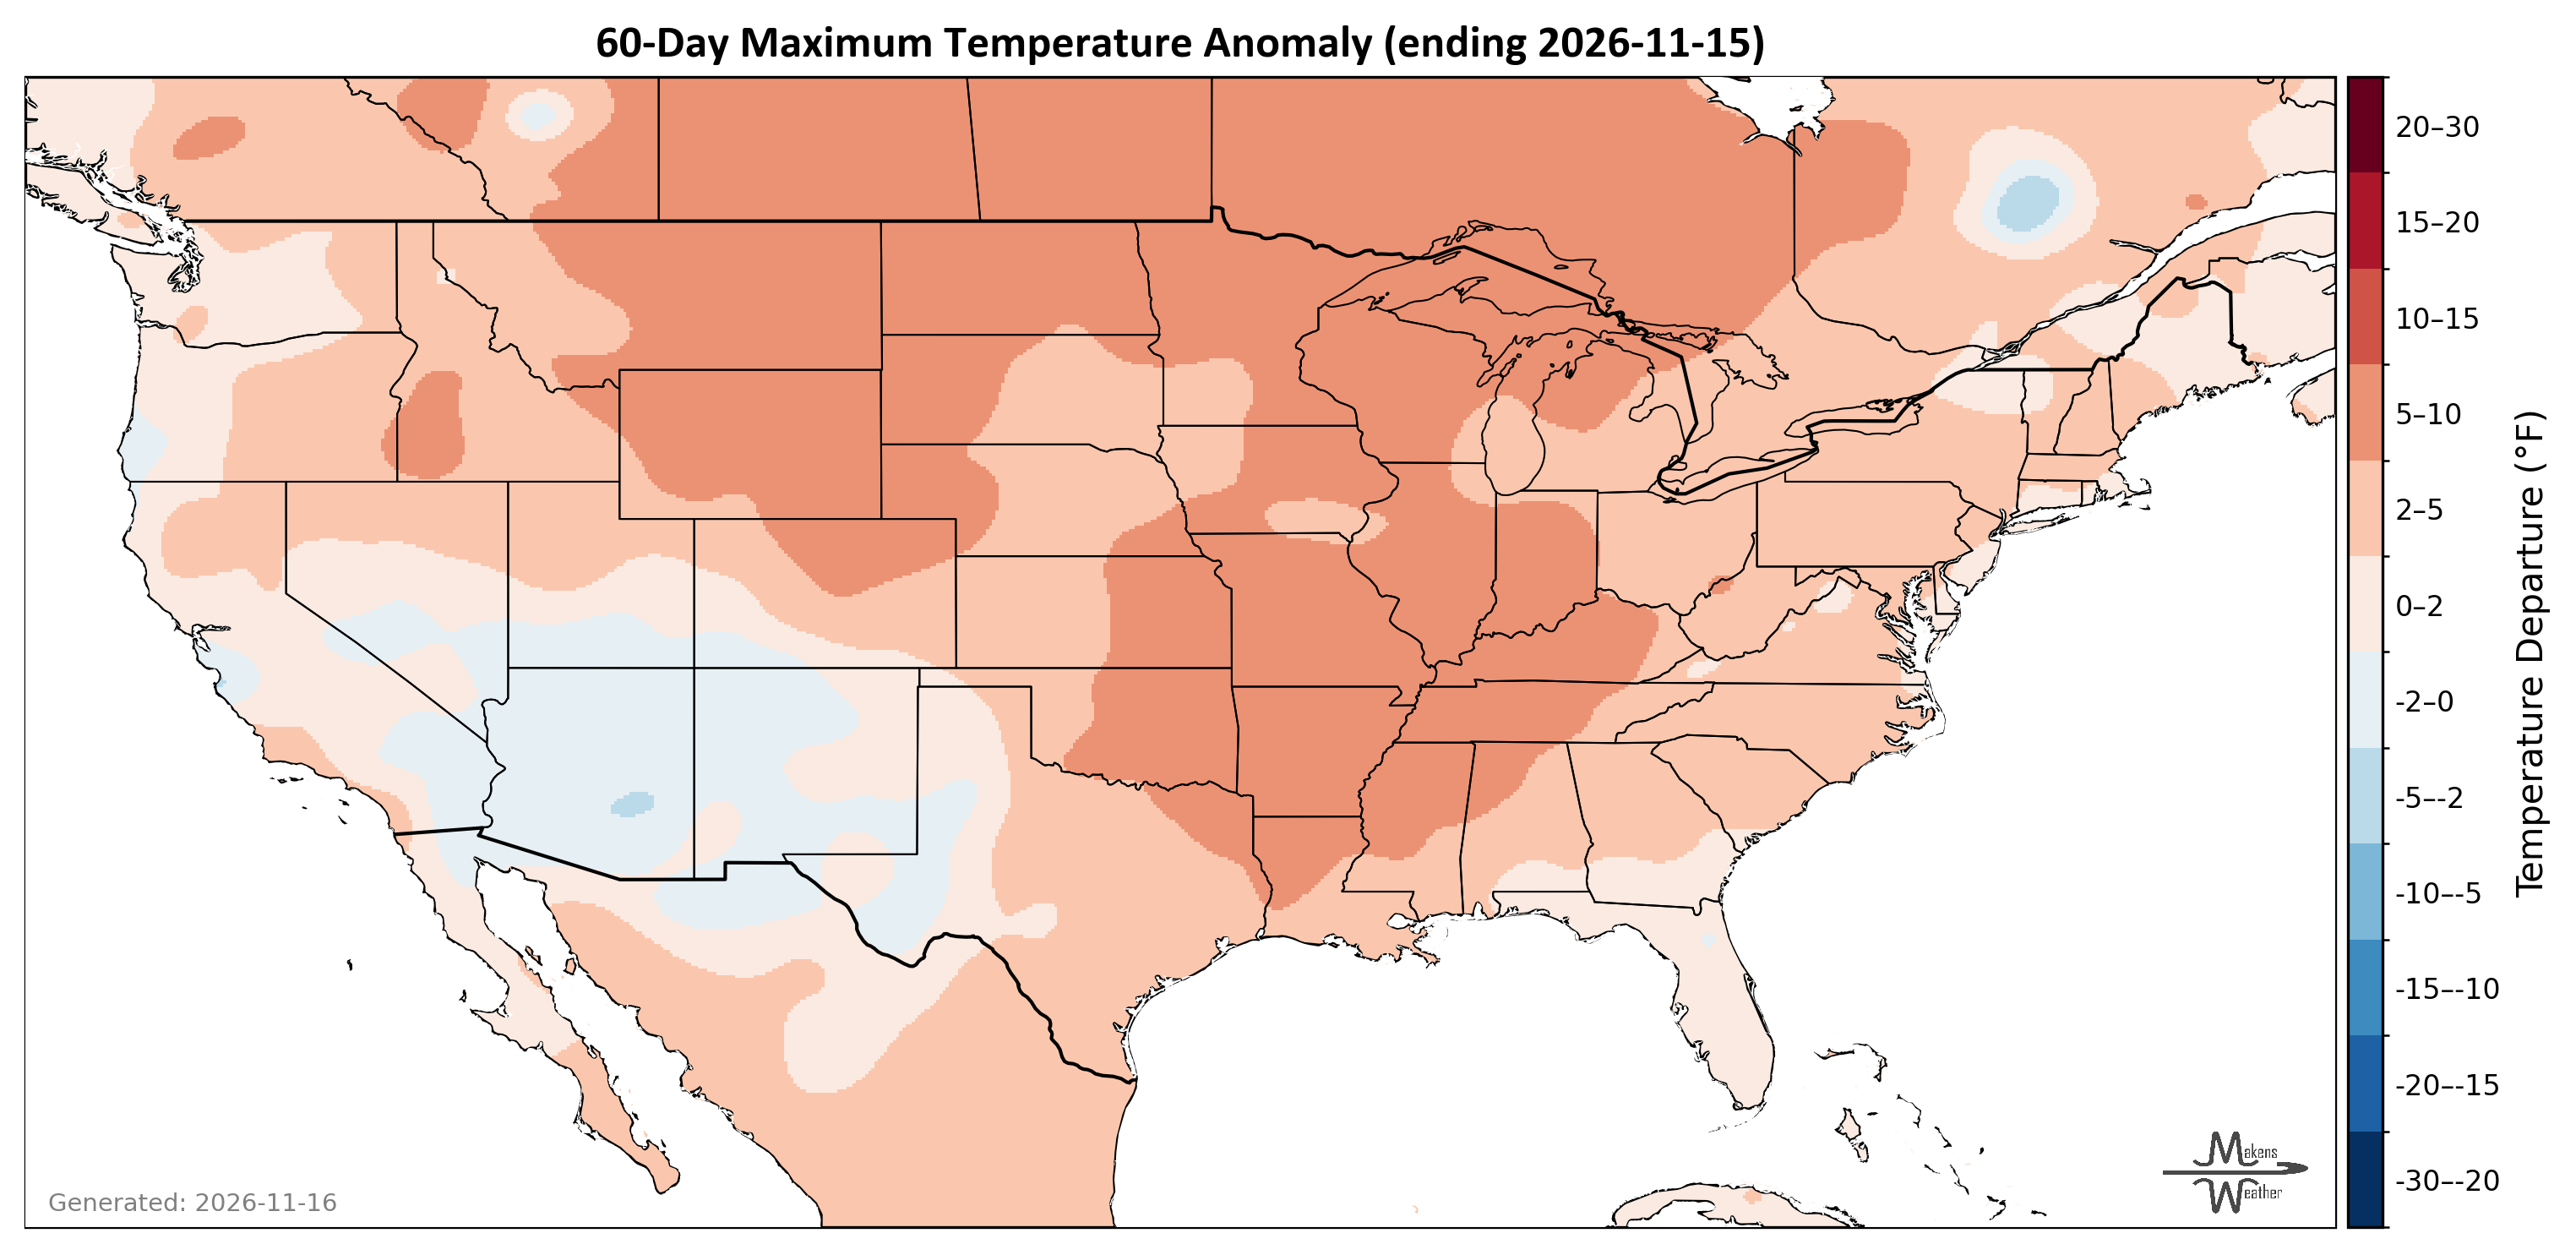 60-Day Maximum Temperature Anomaly (ending 2026-11-15)
20–30
15–20
10–15
5–10
2–5
0–2
-2–0
-5–-2
-10–-5
-15–-10
-20–-15
-30–-20
Temperature Departure (°F)
Makens
Weather
Generated: 2026-11-16